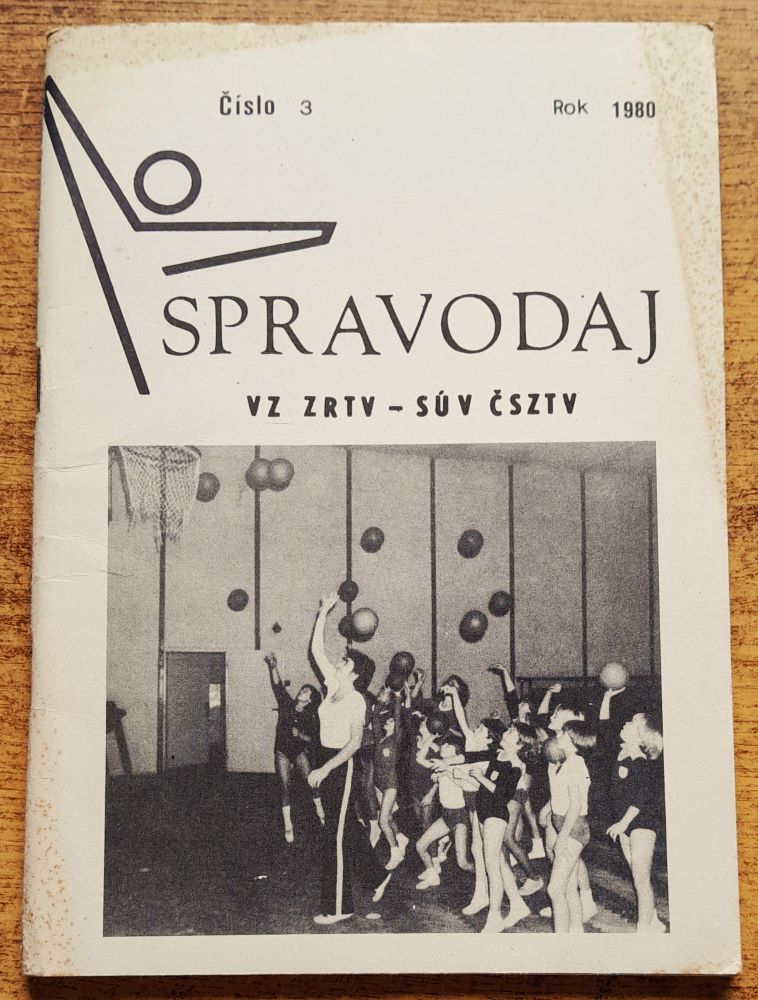 Číslo 3 Rok 1980
SPRAVODAJ
VZ ZRTV – SÚV ČSZTV